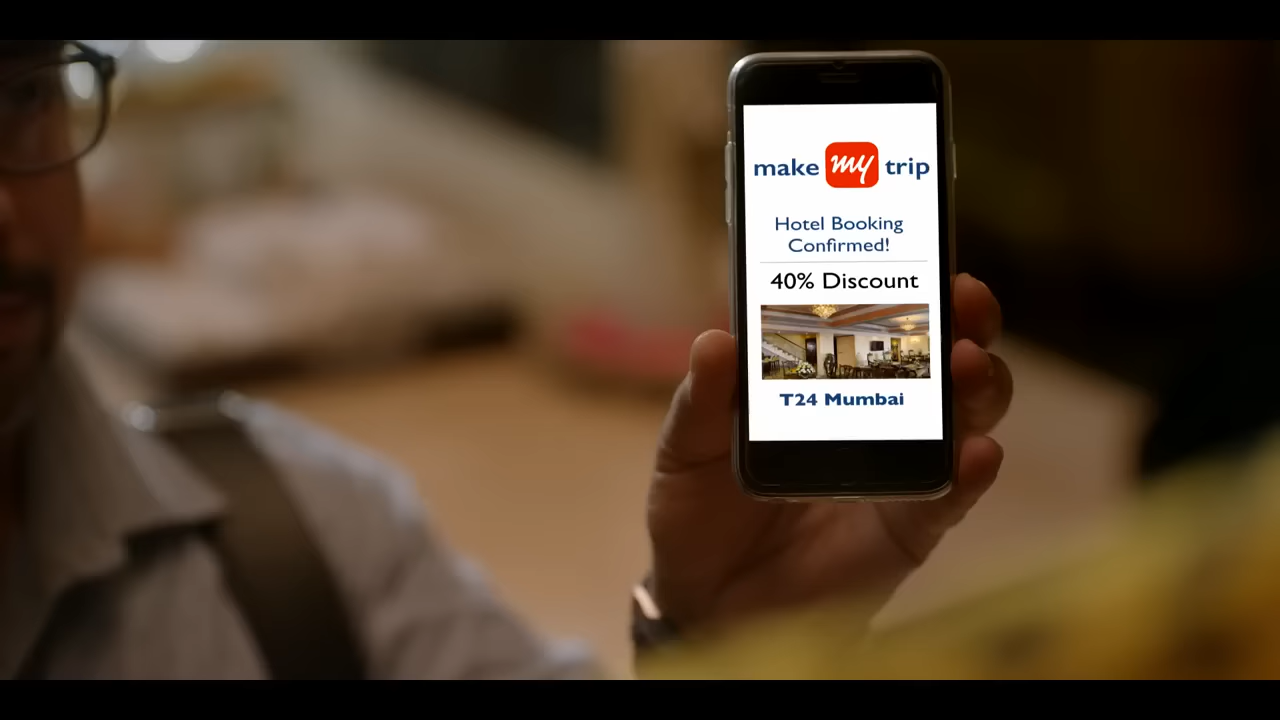 make my trip
Hotel Booking
Confirmed!
40% Discount
T24 Mumbai